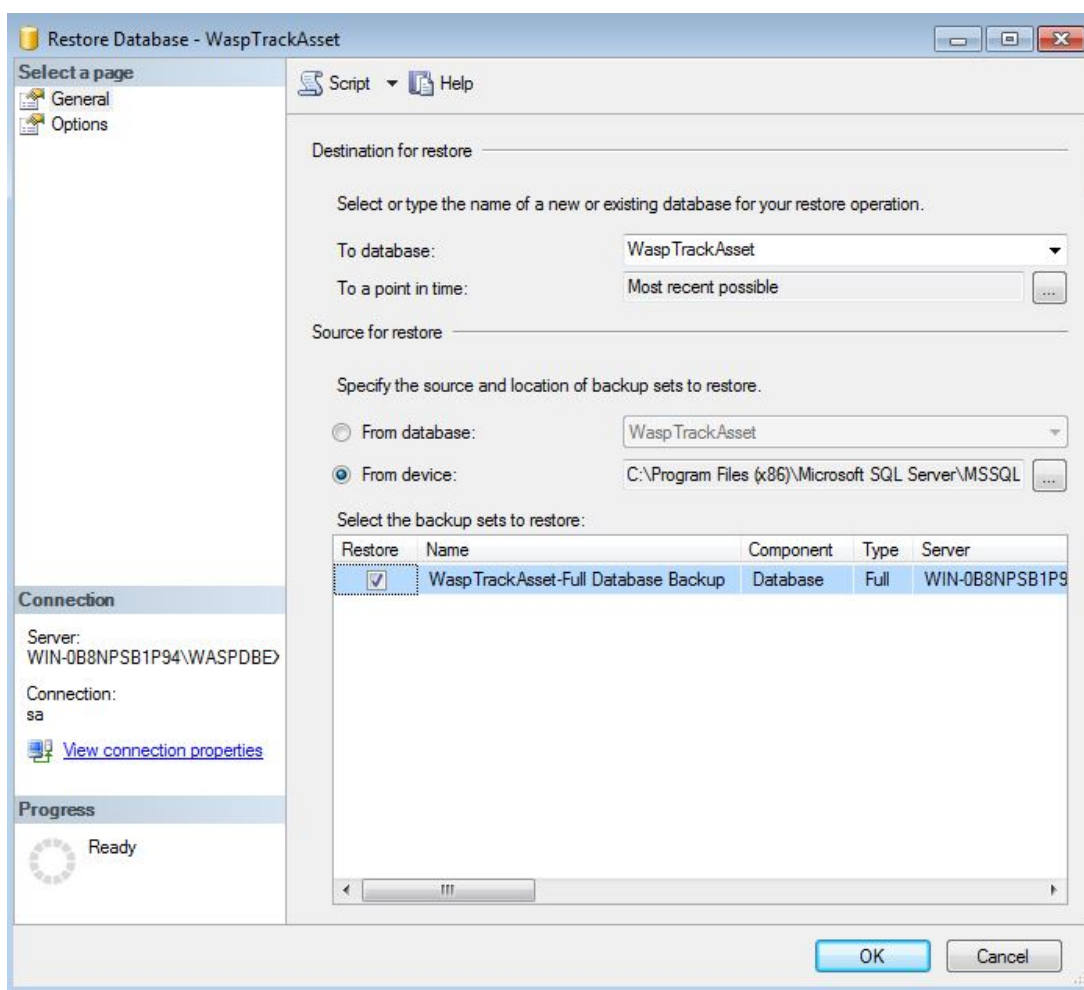 Restore Database - WaspTrackAsset
Select a page
General
Options
Script
Help
Destination for restore
Select or type the name of a new or existing database for your restore operation.
To database:
WaspTrackAsset
To a point in time:
Most recent possible
...
Source for restore
Specify the source and location of backup sets to restore.
From database:
WaspTrackAsset
From device:
C:\Program Files (x86)\Microsoft SQL Server\MSSQL
...
Select the backup sets to restore:
Restore Name Component Type Server
WaspTrackAsset-Full Database Backup Database Full WIN-0B8NPSB1P9
Connection
Server:
WIN-0B8NPSB1P94\WASPDBEX
Connection:
sa
View connection properties
Progress
Ready
OK
Cancel